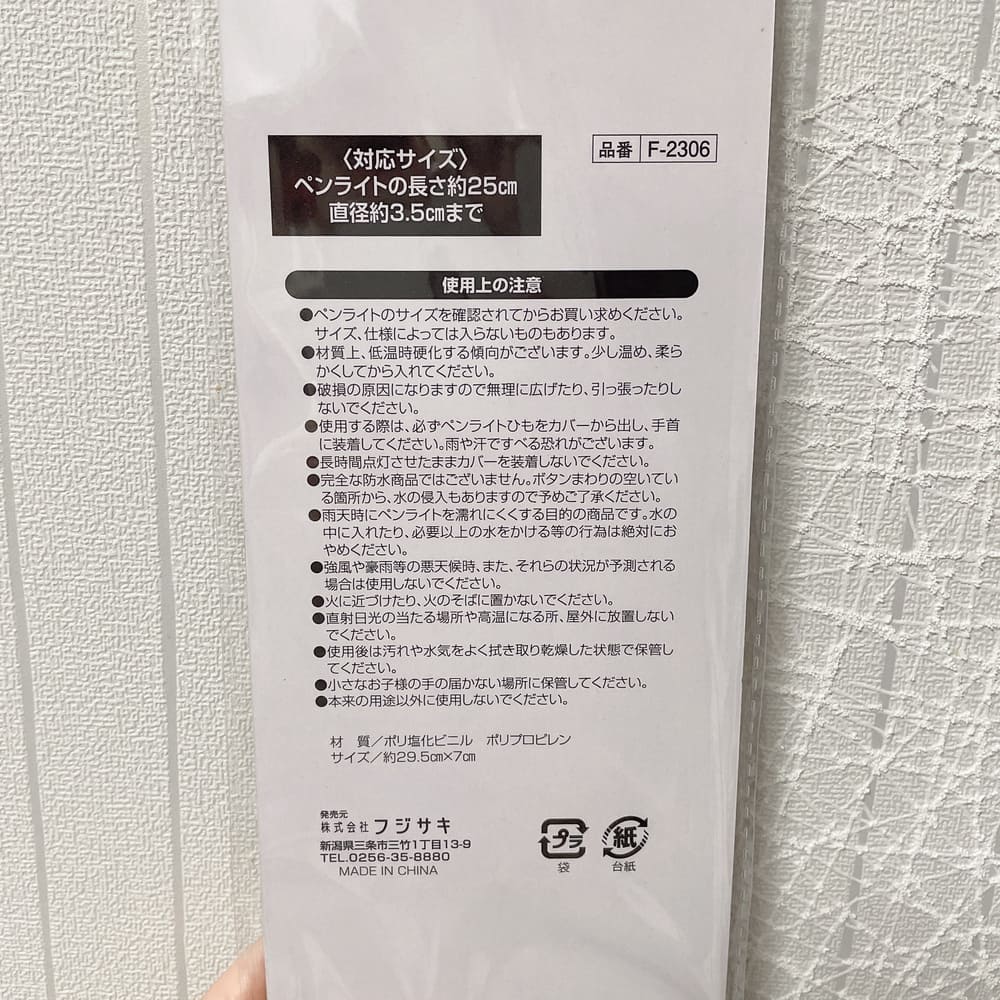 〈対応サイズ〉
ペンライトの長さ約25㎝
直径約3.5㎝まで
品番 F-2306
使用上の注意
●ペンライトのサイズを確認されてからお買い求めください。
サイズ、仕様によっては入らないものもあります。
●材質上、低温時硬化する傾向がございます。少し温め、柔ら
かくしてから入れてください。
●破損の原因になりますので無理に広げたり、引っ張ったりし
ないでください。
●使用する際は、必ずペンライトひもをカバーから出し、手首
に装着してください。雨や汗ですべる恐れがございます。
●長時間点灯させたままカバーを装着しないでください。
●完全な防水商品ではございません。ボタンまわりの空いてい
る箇所から、水の侵入もありますので予めご了承ください。
●雨天時にペンライトを濡れにくくする目的の商品です。水の
中に入れたり、必要以上の水をかける等の行為は絶対にお
やめください。
●強風や豪雨等の悪天候時、また、それらの状況が予測される
場合は使用しないでください。
●火に近づけたり、火のそばに置かないでください。
●直射日光の当たる場所や高温になる所、屋外に放置しない
でください。
●使用後は汚れや水気をよく拭き取り乾燥した状態で保管し
てください。
●小さなお子様の手の届かない場所に保管してください。
●本来の用途以外に使用しないでください。
材 質／ポリ塩化ビニル ポリプロピレン
サイズ／約29.5㎝×7㎝
発売元
株式会社 フジサキ
新潟県三条市三竹1丁目13-9
TEL.0256-35-8880
MADE IN CHINA
プラ 紙
袋 台紙